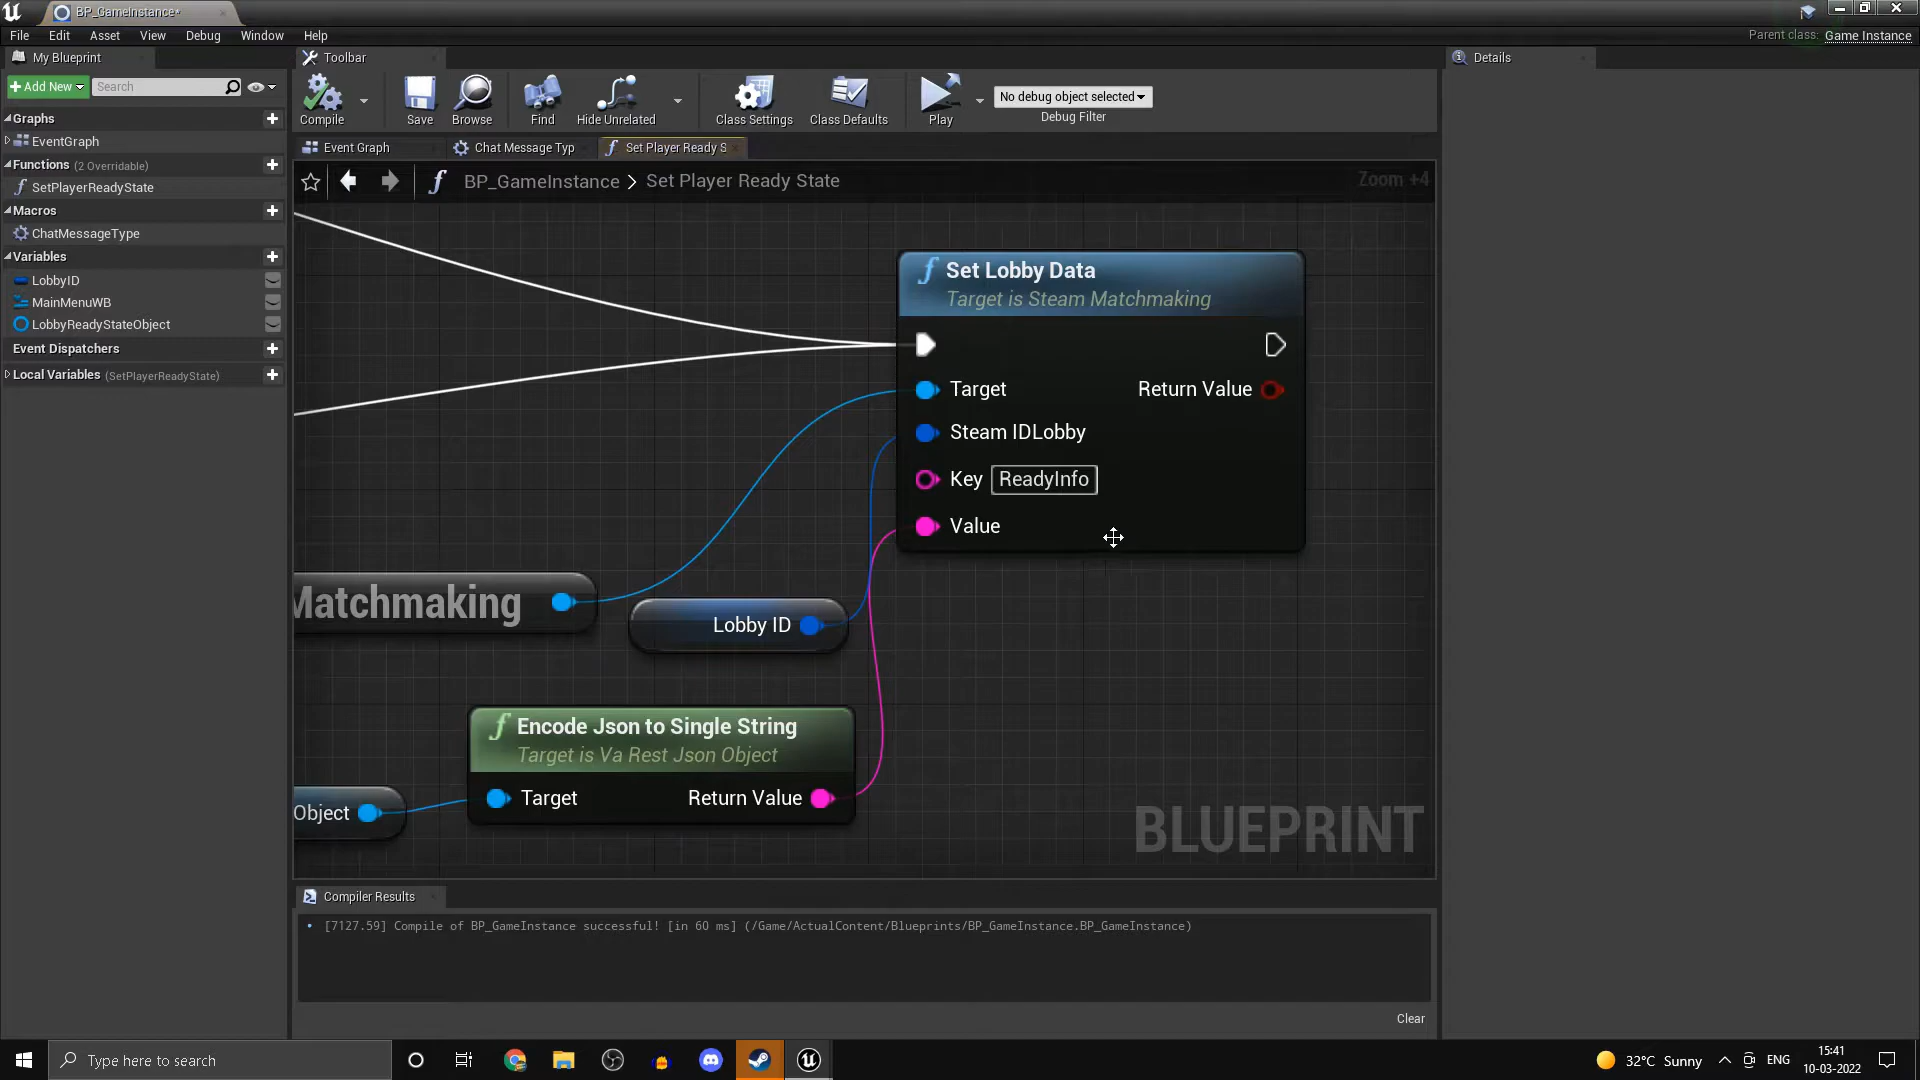 BP_GameInstance*
File Edit Asset View Debug Window Help
Parent class: Game Instance
My Blueprint
Toolbar
Details
Add New
Search
Compile
Save
Browse
Find
Hide Unrelated
Class Settings
Class Defaults
Play
No debug object selected
Debug Filter
Graphs
EventGraph
Functions (2 Overridable)
SetPlayerReadyState
Macros
ChatMessageType
Variables
LobbyID
MainMenuWB
LobbyReadyStateObject
Event Dispatchers
Local Variables (SetPlayerReadyState)
Event Graph
Chat Message Typ
Set Player Ready S
BP_GameInstance > Set Player Ready State
Zoom +4
Set Lobby Data
Target is Steam Matchmaking
Target
Return Value
Steam IDLobby
Key ReadyInfo
Value
Matchmaking
Lobby ID
Encode Json to Single String
Target is Va Rest Json Object
Target
Return Value
Object
BLUEPRINT
Compiler Results
[7127.59] Compile of BP_GameInstance successful! [in 60 ms] (/Game/ActualContent/Blueprints/BP_GameInstance.BP_GameInstance)
Clear
Type here to search
32°C Sunny
ENG
15:41
10-03-2022